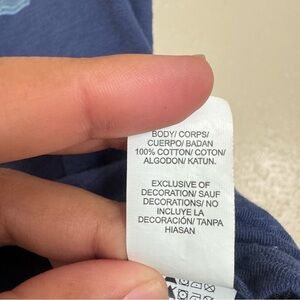 BODY/ CORPS/
CUERPO/ BADAN
100% COTTON/ COTON/
ALGODON/ KATUN.
EXCLUSIVE OF
DECORATION/ SAUF
DECORATIONS/ NO
INCLUYE LA
DECORACIÓN/ TANPA
HIASAN